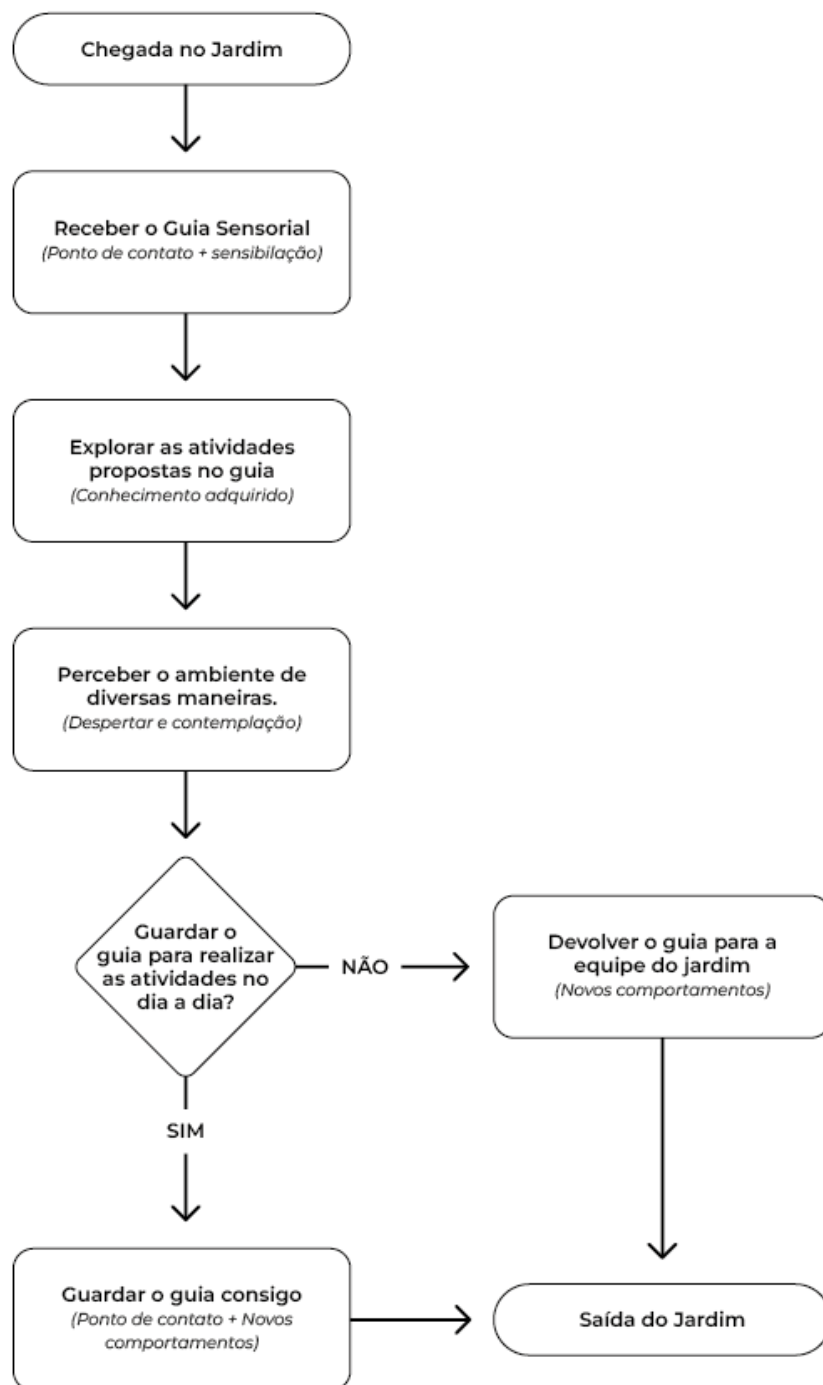 Chegada no Jardim
Receber o Guia Sensorial
(Ponto de contato + sensibilação)
Explorar as atividades
propostas no guia
(Conhecimento adquirido)
Perceber o ambiente de
diversas maneiras.
(Despertar e contemplação)
Guardar o
guia para realizar
as atividades no
dia a dia?
NÃO
Devolver o guia para a
equipe do jardim
(Novos comportamentos)
SIM
Guardar o guia consigo
(Ponto de contato + Novos
comportamentos)
Saída do Jardim